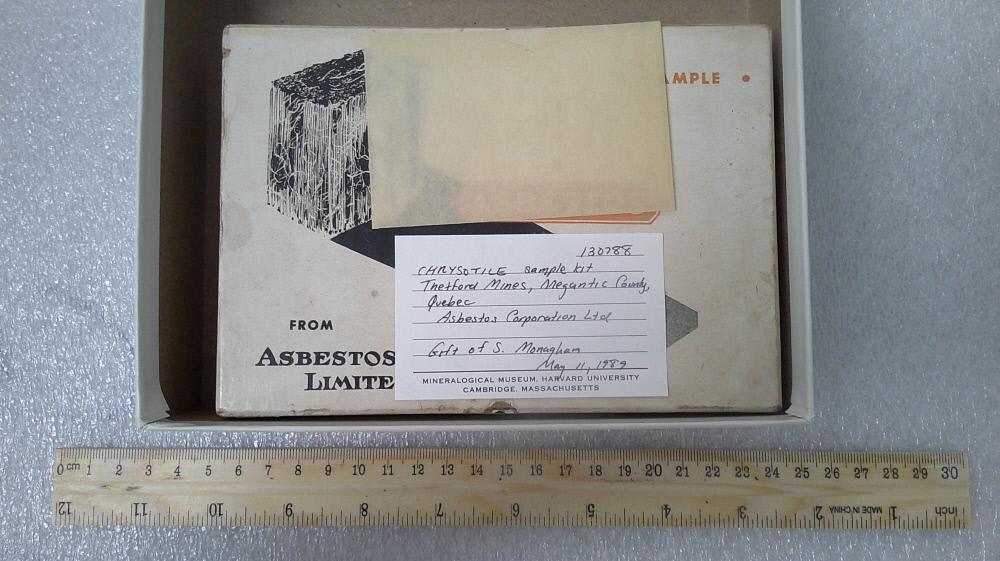 AMPLE •
130788
CHRYSOTILE sample kit
Thetford Mines, Megantic County,
Quebec
Asbestos Corporation Ltd
Gift of S. Monaghan
May 11, 1989
MINERALOGICAL MUSEUM, HARVARD UNIVERSITY
CAMBRIDGE, MASSACHUSETTS
FROM
ASBESTOS
LIMITE
0 cm 1 2 3 4 5 6 7 8 9 10 11 12 13 14 15 16 17 18 19 20 21 22 23 24 25 26 27 28 29 30
12 11 10 9 8 7 6 5 4 3 2 MADE IN CHINA 1 inch